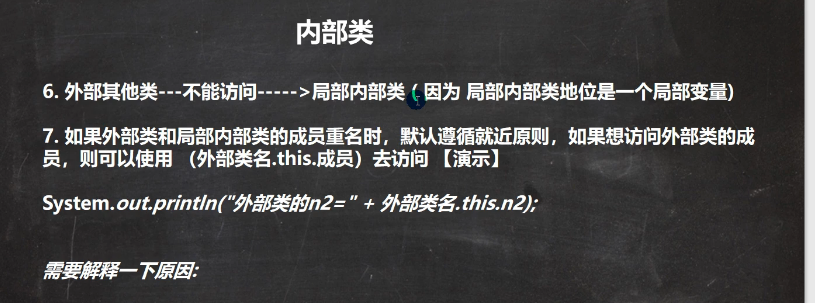 内部类
6. 外部其他类---不能访问----->局部内部类 ( 因为 局部内部类地位是一个局部变量)
7. 如果外部类和局部内部类的成员重名时，默认遵循就近原则，如果想访问外部类的成
员，则可以使用 （外部类名.this.成员）去访问 【演示】
System.out.println("外部类的n2=" + 外部类名.this.n2);
需要解释一下原因: